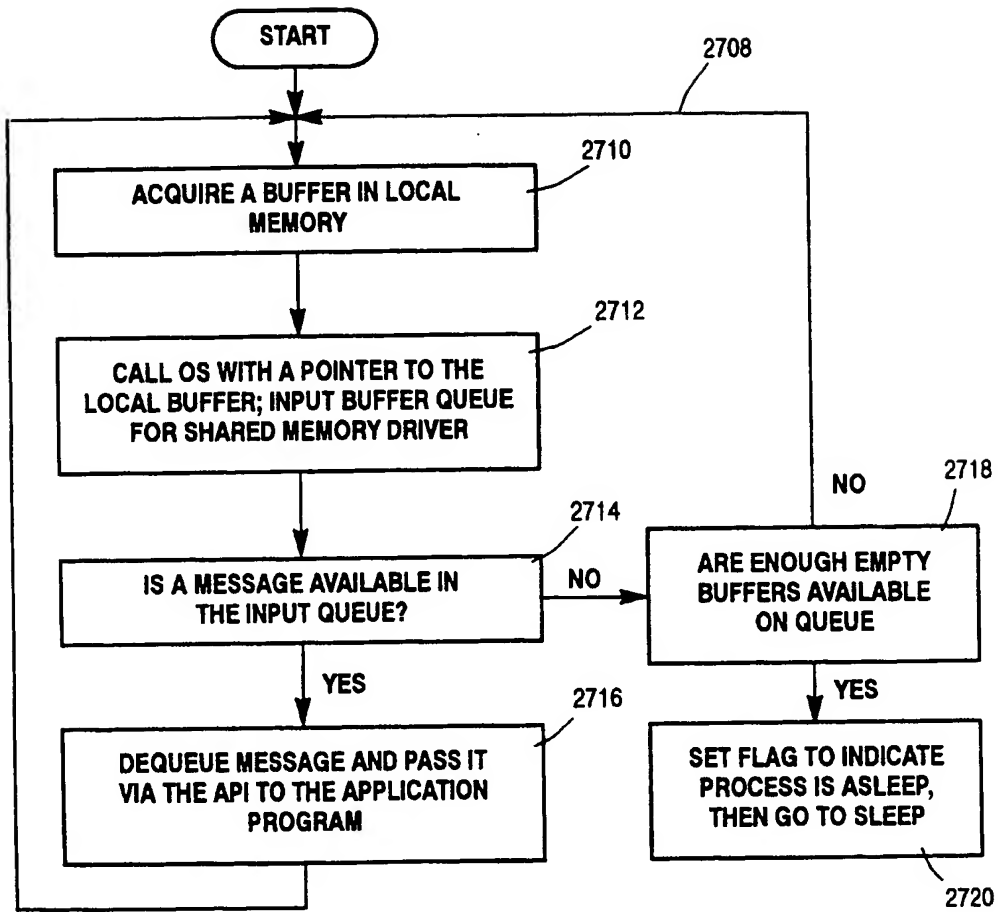 START
2708
2710
ACQUIRE A BUFFER IN LOCAL
MEMORY
2712
CALL OS WITH A POINTER TO THE
LOCAL BUFFER; INPUT BUFFER QUEUE
FOR SHARED MEMORY DRIVER
2714
IS A MESSAGE AVAILABLE IN
THE INPUT QUEUE?
NO
NO
2718
ARE ENOUGH EMPTY
BUFFERS AVAILABLE
ON QUEUE
YES
2716
DEQUEUE MESSAGE AND PASS IT
VIA THE API TO THE APPLICATION
PROGRAM
YES
SET FLAG TO INDICATE
PROCESS IS ASLEEP,
THEN GO TO SLEEP
2720